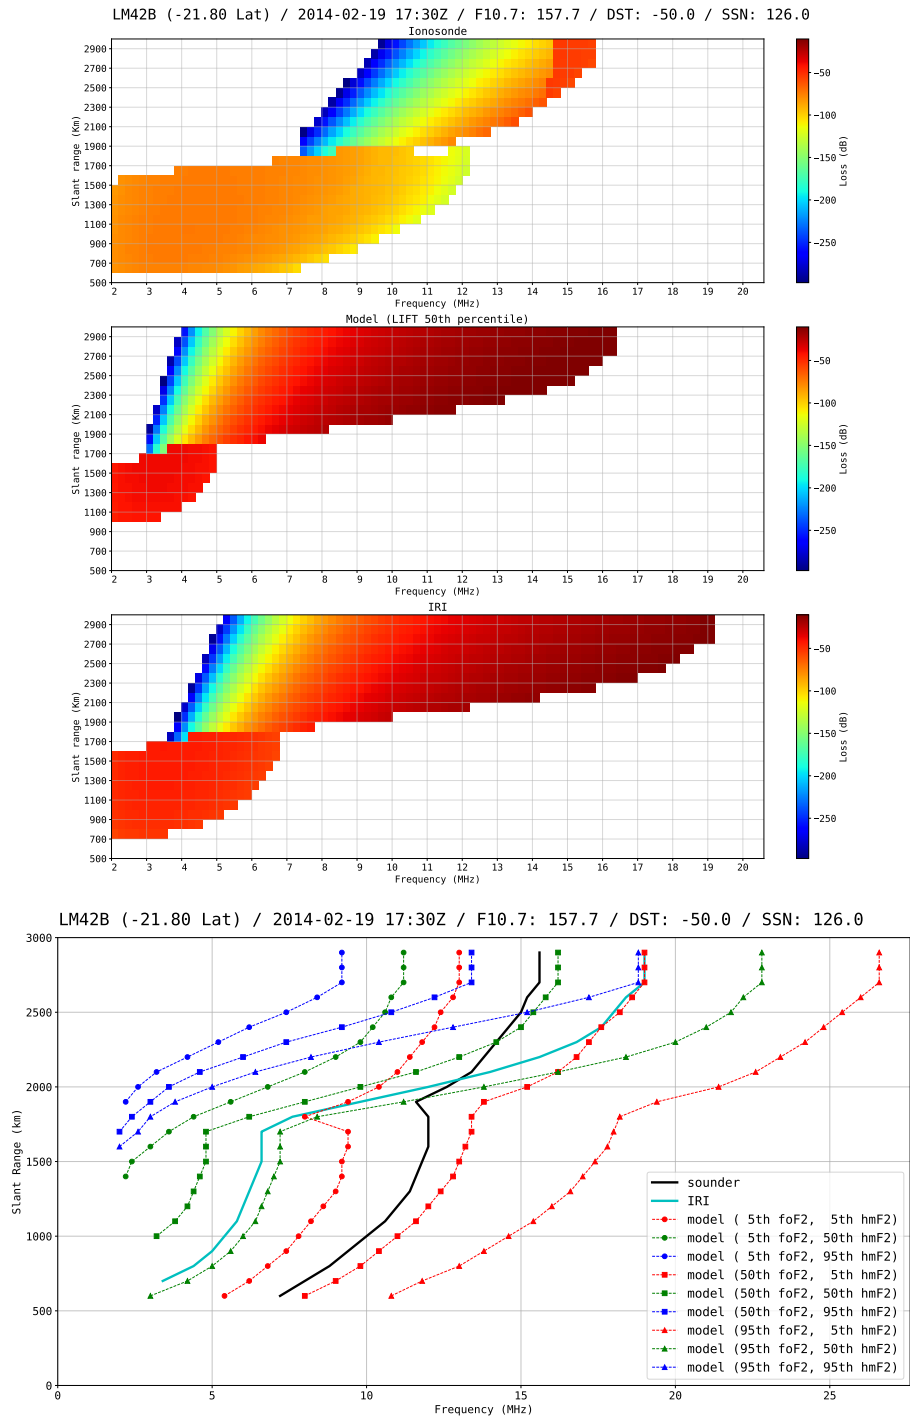 LM42B (-21.80 Lat) / 2014-02-19 17:30Z / F10.7: 157.7 / DST: -50.0 / SSN: 126.0
Ionosonde
Slant range (Km)
2900
2700
2500
2300
2100
1900
1700
1500
1300
1100
900
700
500
2 3 4 5 6 7 8 9 10 11 12 13 14 15 16 17 18 19 20
Frequency (MHz)
−50
−100
−150
−200
−250
Loss (dB)
Model (LIFT 50th percentile)
Slant range (Km)
2900
2700
2500
2300
2100
1900
1700
1500
1300
1100
900
700
500
2 3 4 5 6 7 8 9 10 11 12 13 14 15 16 17 18 19 20
Frequency (MHz)
−50
−100
−150
−200
−250
Loss (dB)
IRI
Slant range (Km)
2900
2700
2500
2300
2100
1900
1700
1500
1300
1100
900
700
500
2 3 4 5 6 7 8 9 10 11 12 13 14 15 16 17 18 19 20
Frequency (MHz)
−50
−100
−150
−200
−250
Loss (dB)
LM42B (-21.80 Lat) / 2014-02-19 17:30Z / F10.7: 157.7 / DST: -50.0 / SSN: 126.0
Slant Range (km)
3000
2500
2000
1500
1000
500
0
0 5 10 15 20 25
Frequency (MHz)
sounder
IRI
model ( 5th foF2,  5th hmF2)
model ( 5th foF2, 50th hmF2)
model ( 5th foF2, 95th hmF2)
model (50th foF2,  5th hmF2)
model (50th foF2, 50th hmF2)
model (50th foF2, 95th hmF2)
model (95th foF2,  5th hmF2)
model (95th foF2, 50th hmF2)
model (95th foF2, 95th hmF2)